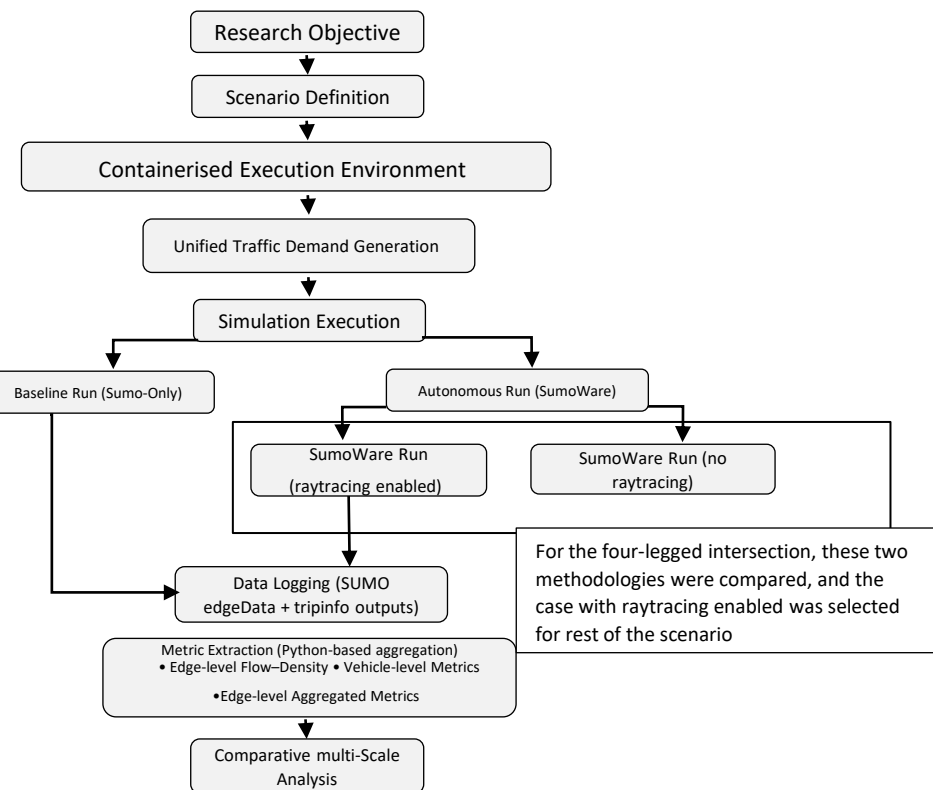 Research Objective
Scenario Definition
Containerised Execution Environment
Unified Traffic Demand Generation
Simulation Execution
Baseline Run (Sumo-Only)
Autonomous Run (SumoWare)
SumoWare Run
(raytracing enabled)
SumoWare Run (no
raytracing)
For the four-legged intersection, these two
methodologies were compared, and the
case with raytracing enabled was selected
for rest of the scenario
Data Logging (SUMO
edgeData + tripinfo outputs)
Metric Extraction (Python-based aggregation)
• Edge-level Flow–Density • Vehicle-level Metrics
•Edge-level Aggregated Metrics
Comparative multi-Scale
Analysis